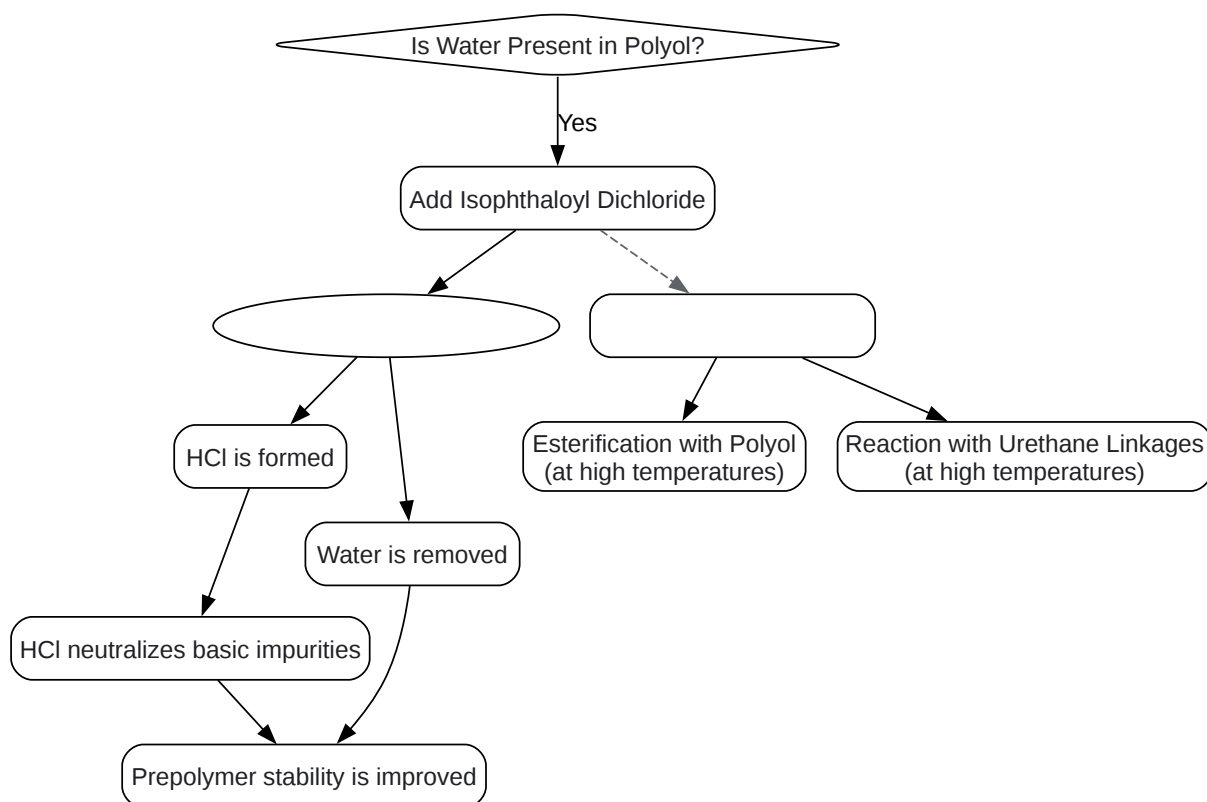 Is Water Present in Polyol?
Yes
Add Isophthaloyl Dichloride
HCl is formed
Esterification with Polyol
(at high temperatures)
Reaction with Urethane Linkages
(at high temperatures)
Water is removed
HCl neutralizes basic impurities
Prepolymer stability is improved